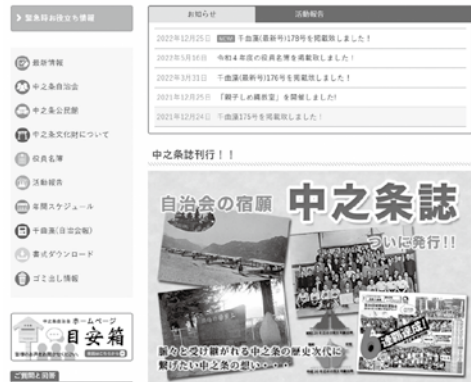 緊急時お役立ち情報
最新情報
中之条自治会
中之条公民館
中之条文化財について
役員名簿
活動報告
年間スケジュール
千曲藻(自治会報)
書式ダウンロード
ゴミ出し情報
ホームページ
目安箱
ご質問と回答
お知らせ
活動報告
2022年12月25日 NEW 千曲藻(最新号)179号を掲載致しました!
2022年5月16日 令和4年度の役員名簿を掲載致しました!
2022年3月31日 千曲藻(最新号)176号を掲載致しました!
2021年12月25日 「親子しめ縄教室」を開催しました!
2021年12月24日 千曲藻175号を掲載致しました!
中之条誌刊行!!
自治会の宿願 中之条誌
ついに発行!!
脈々と受け継がれる中之条の歴史次代に
繋げたい中之条の想い・・・・